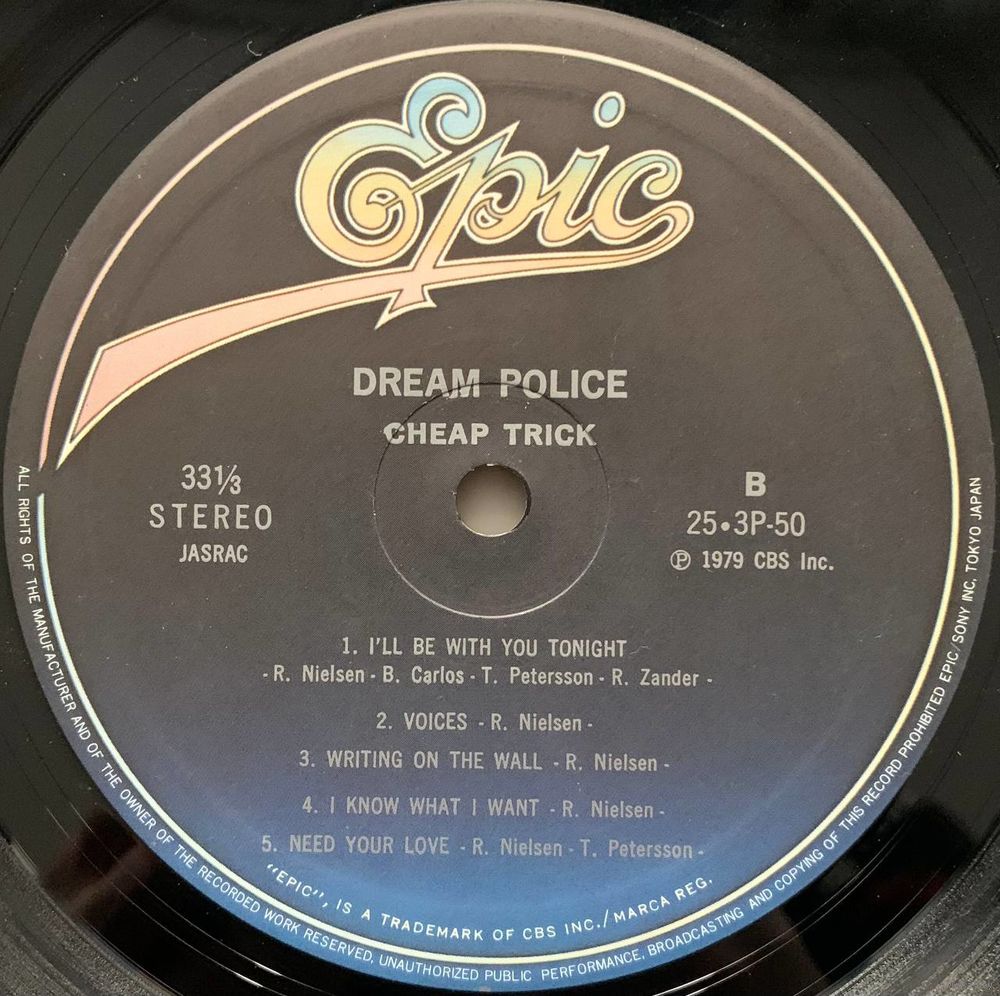 Epic
DREAM POLICE
CHEAP TRICK
33⅓
STEREO
JASRAC
B
25•3P-50
Ⓟ 1979 CBS Inc.
1. I'LL BE WITH YOU TONIGHT
- R. Nielsen - B. Carlos - T. Petersson - R. Zander -
2. VOICES - R. Nielsen -
3. WRITING ON THE WALL - R. Nielsen -
4. I KNOW WHAT I WANT - R. Nielsen -
5. NEED YOUR LOVE - R. Nielsen - T. Petersson -
"EPIC", IS A TRADEMARK OF CBS INC./MARCA REG.
ALL RIGHTS OF THE MANUFACTURER AND OF THE OWNER OF THE RECORDED WORK RESERVED, UNAUTHORIZED PUBLIC PERFORMANCE, BROADCASTING AND COPYING OF THIS RECORD PROHIBITED EPIC/SONY INC, TOKYO JAPAN